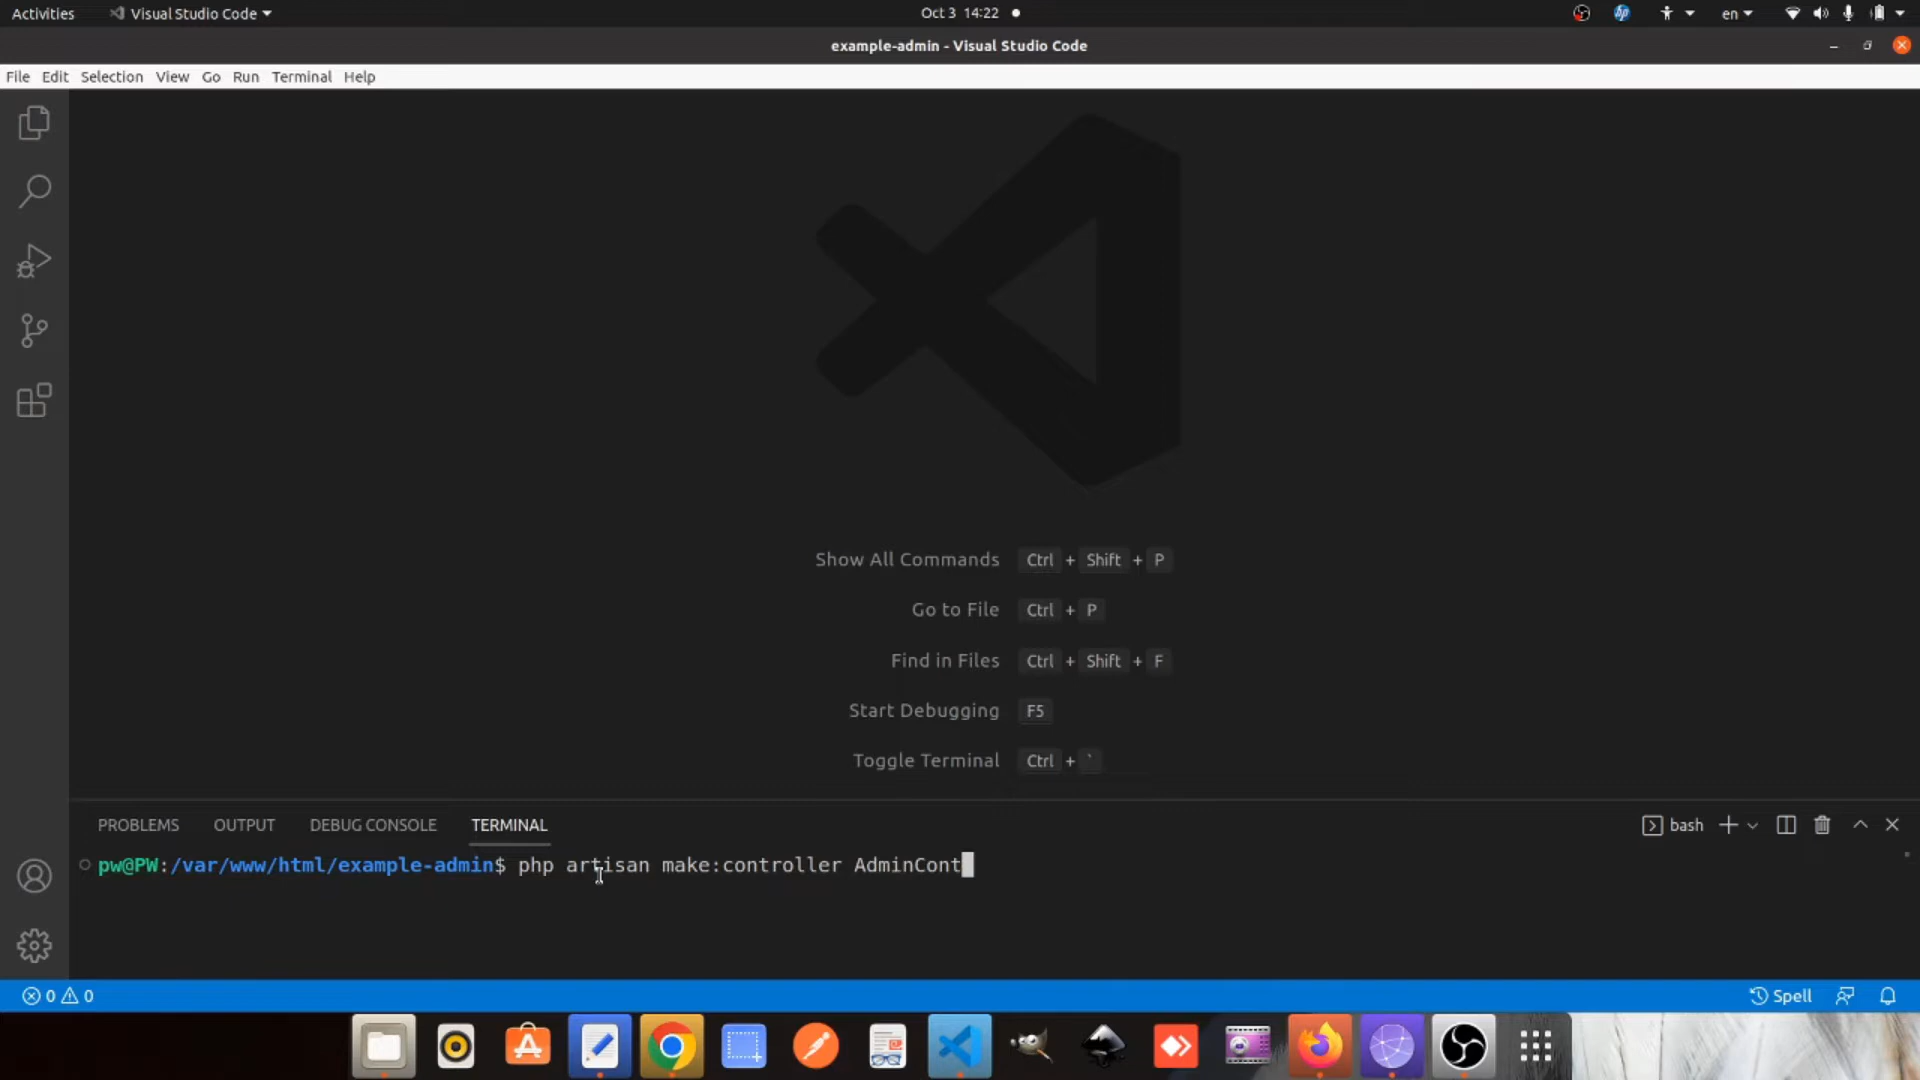 Activities Visual Studio Code Oct 3 14:22 en
example-admin - Visual Studio Code
File Edit Selection View Go Run Terminal Help
Show All Commands Ctrl + Shift + P
Go to File Ctrl + P
Find in Files Ctrl + Shift + F
Start Debugging F5
Toggle Terminal Ctrl + `
PROBLEMS OUTPUT DEBUG CONSOLE TERMINAL bash
pw@PW:/var/www/html/example-admin$ php artisan make:controller AdminCont
0 0 Spell